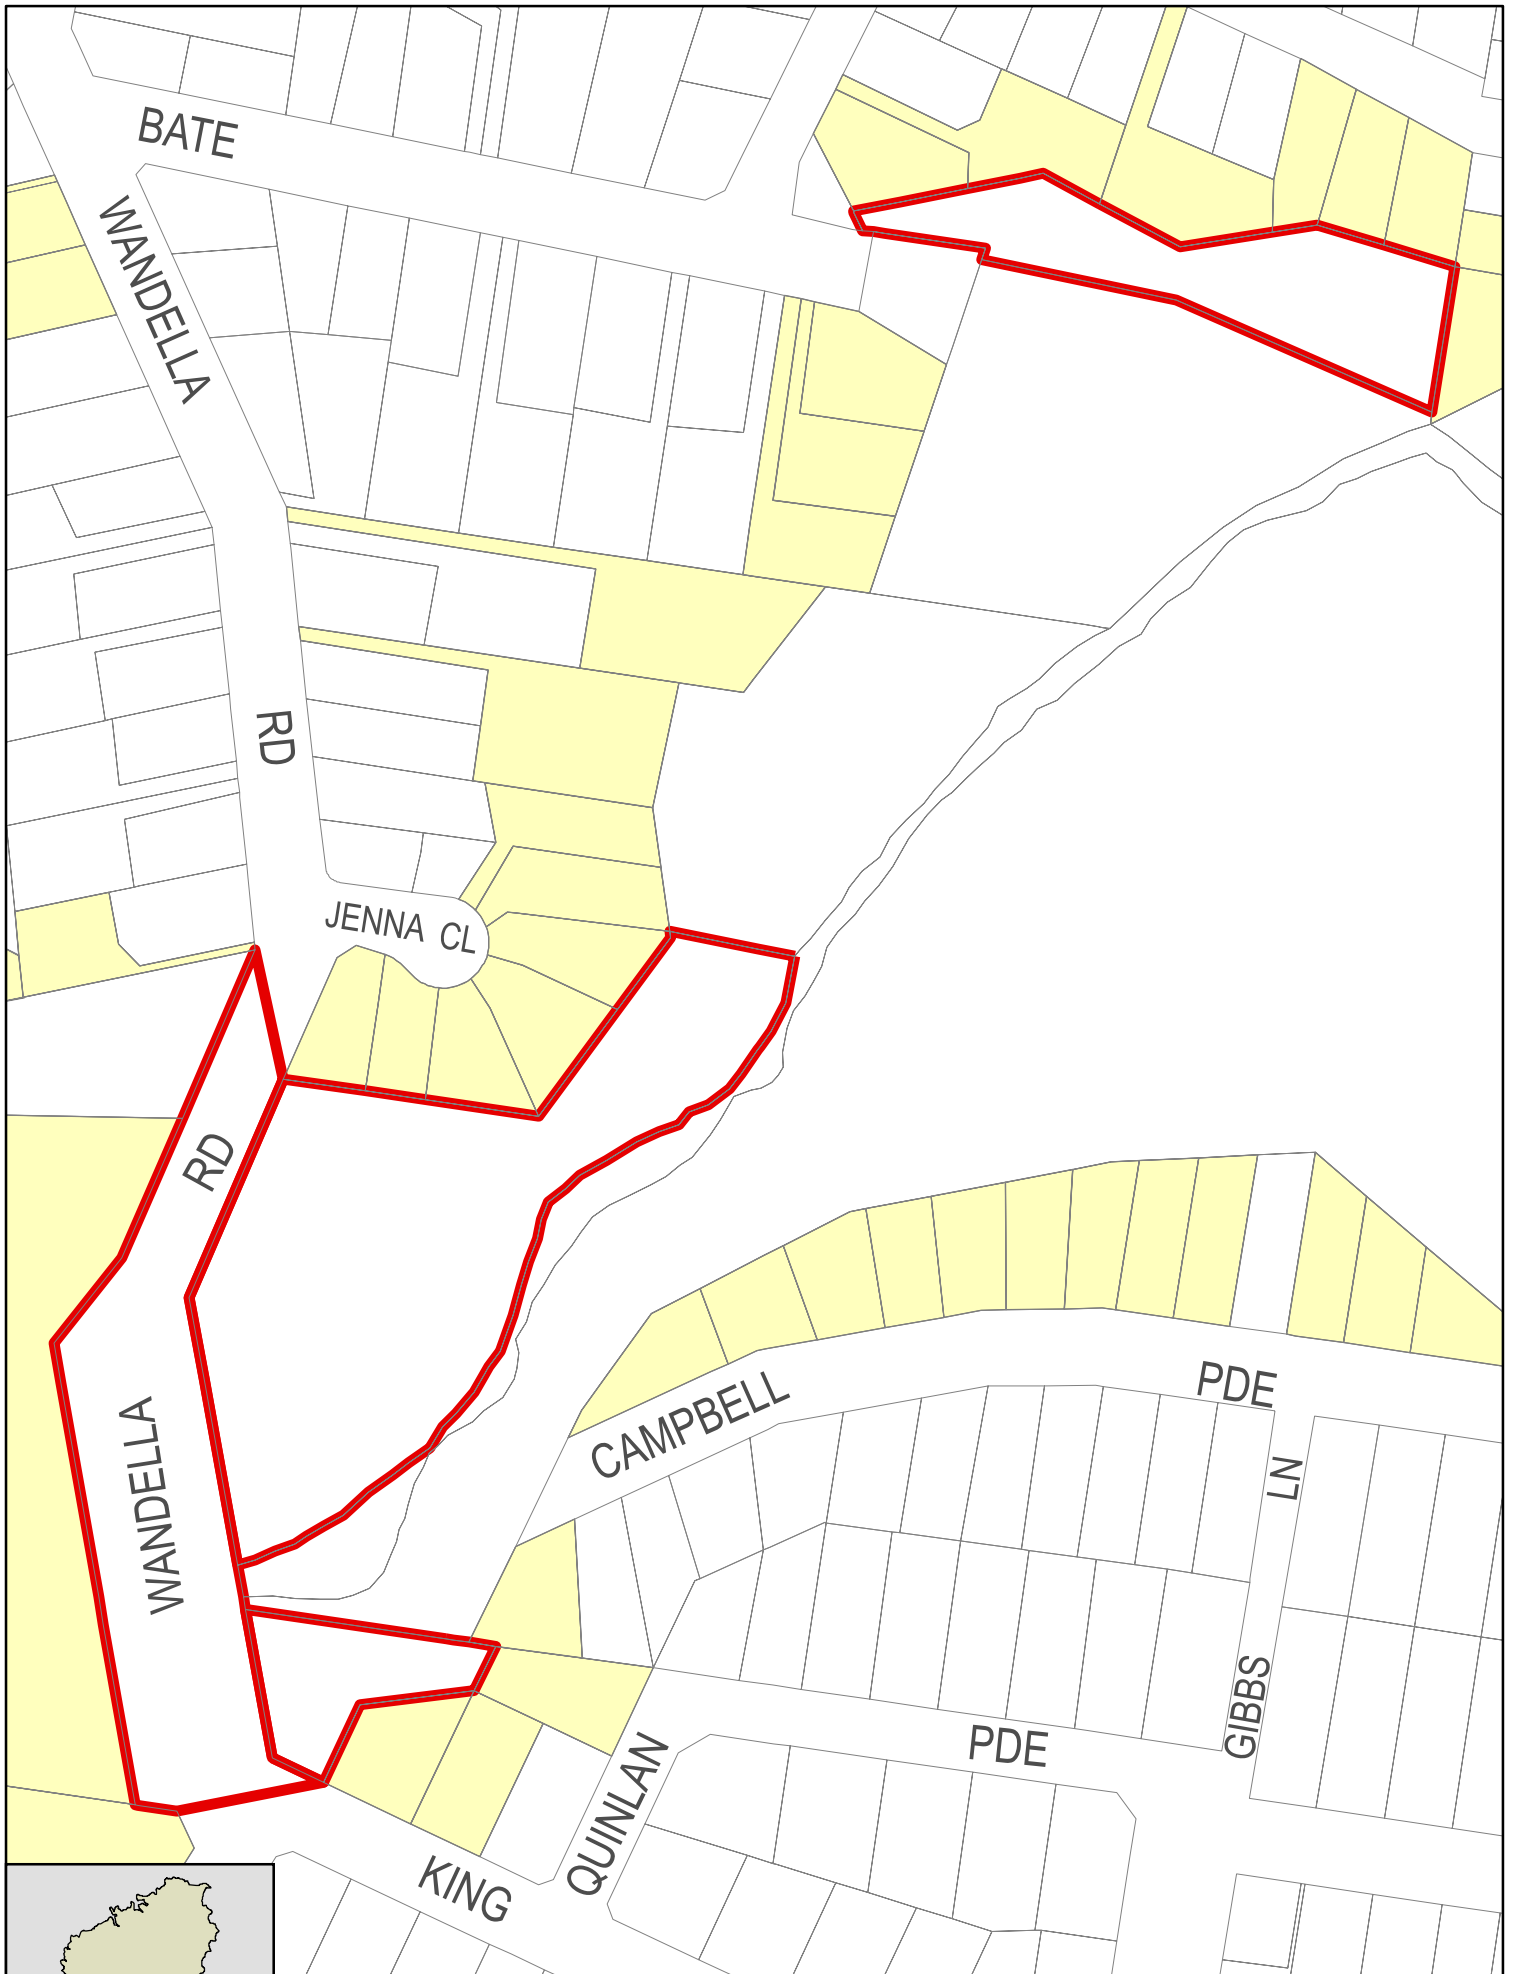 BATE
WANDELLA
RD
JENNA CL
RD
WANDELLA
CAMPBELL
PDE
LN
GIBBS
PDE
QUINLAN
KING